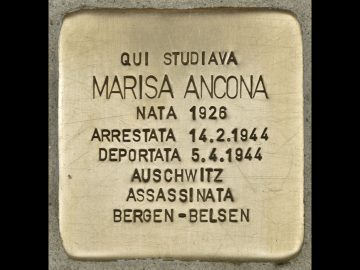 QUI STUDIAVA
MARISA ANCONA
NATA 1926
ARRESTATA 14.2.1944
DEPORTATA 5.4.1944
AUSCHWITZ
ASSASSINATA
BERGEN-BELSEN